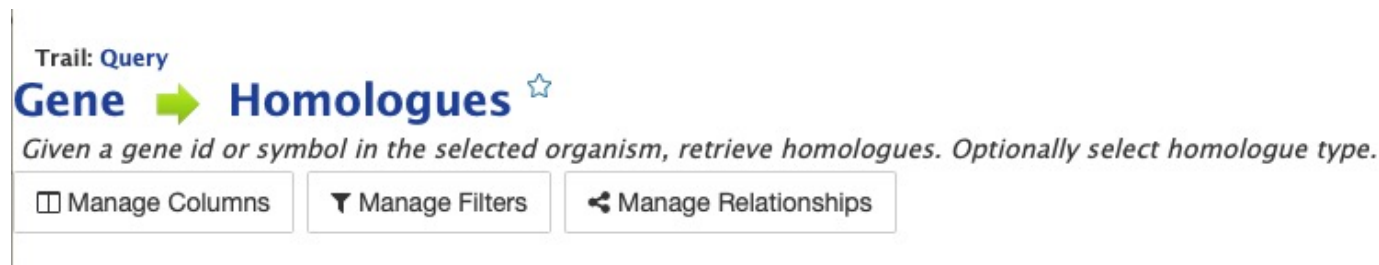 Trail: Query
Gene Homologues
Given a gene id or symbol in the selected organism, retrieve homologues. Optionally select homologue type.
Manage Columns Manage Filters Manage Relationships